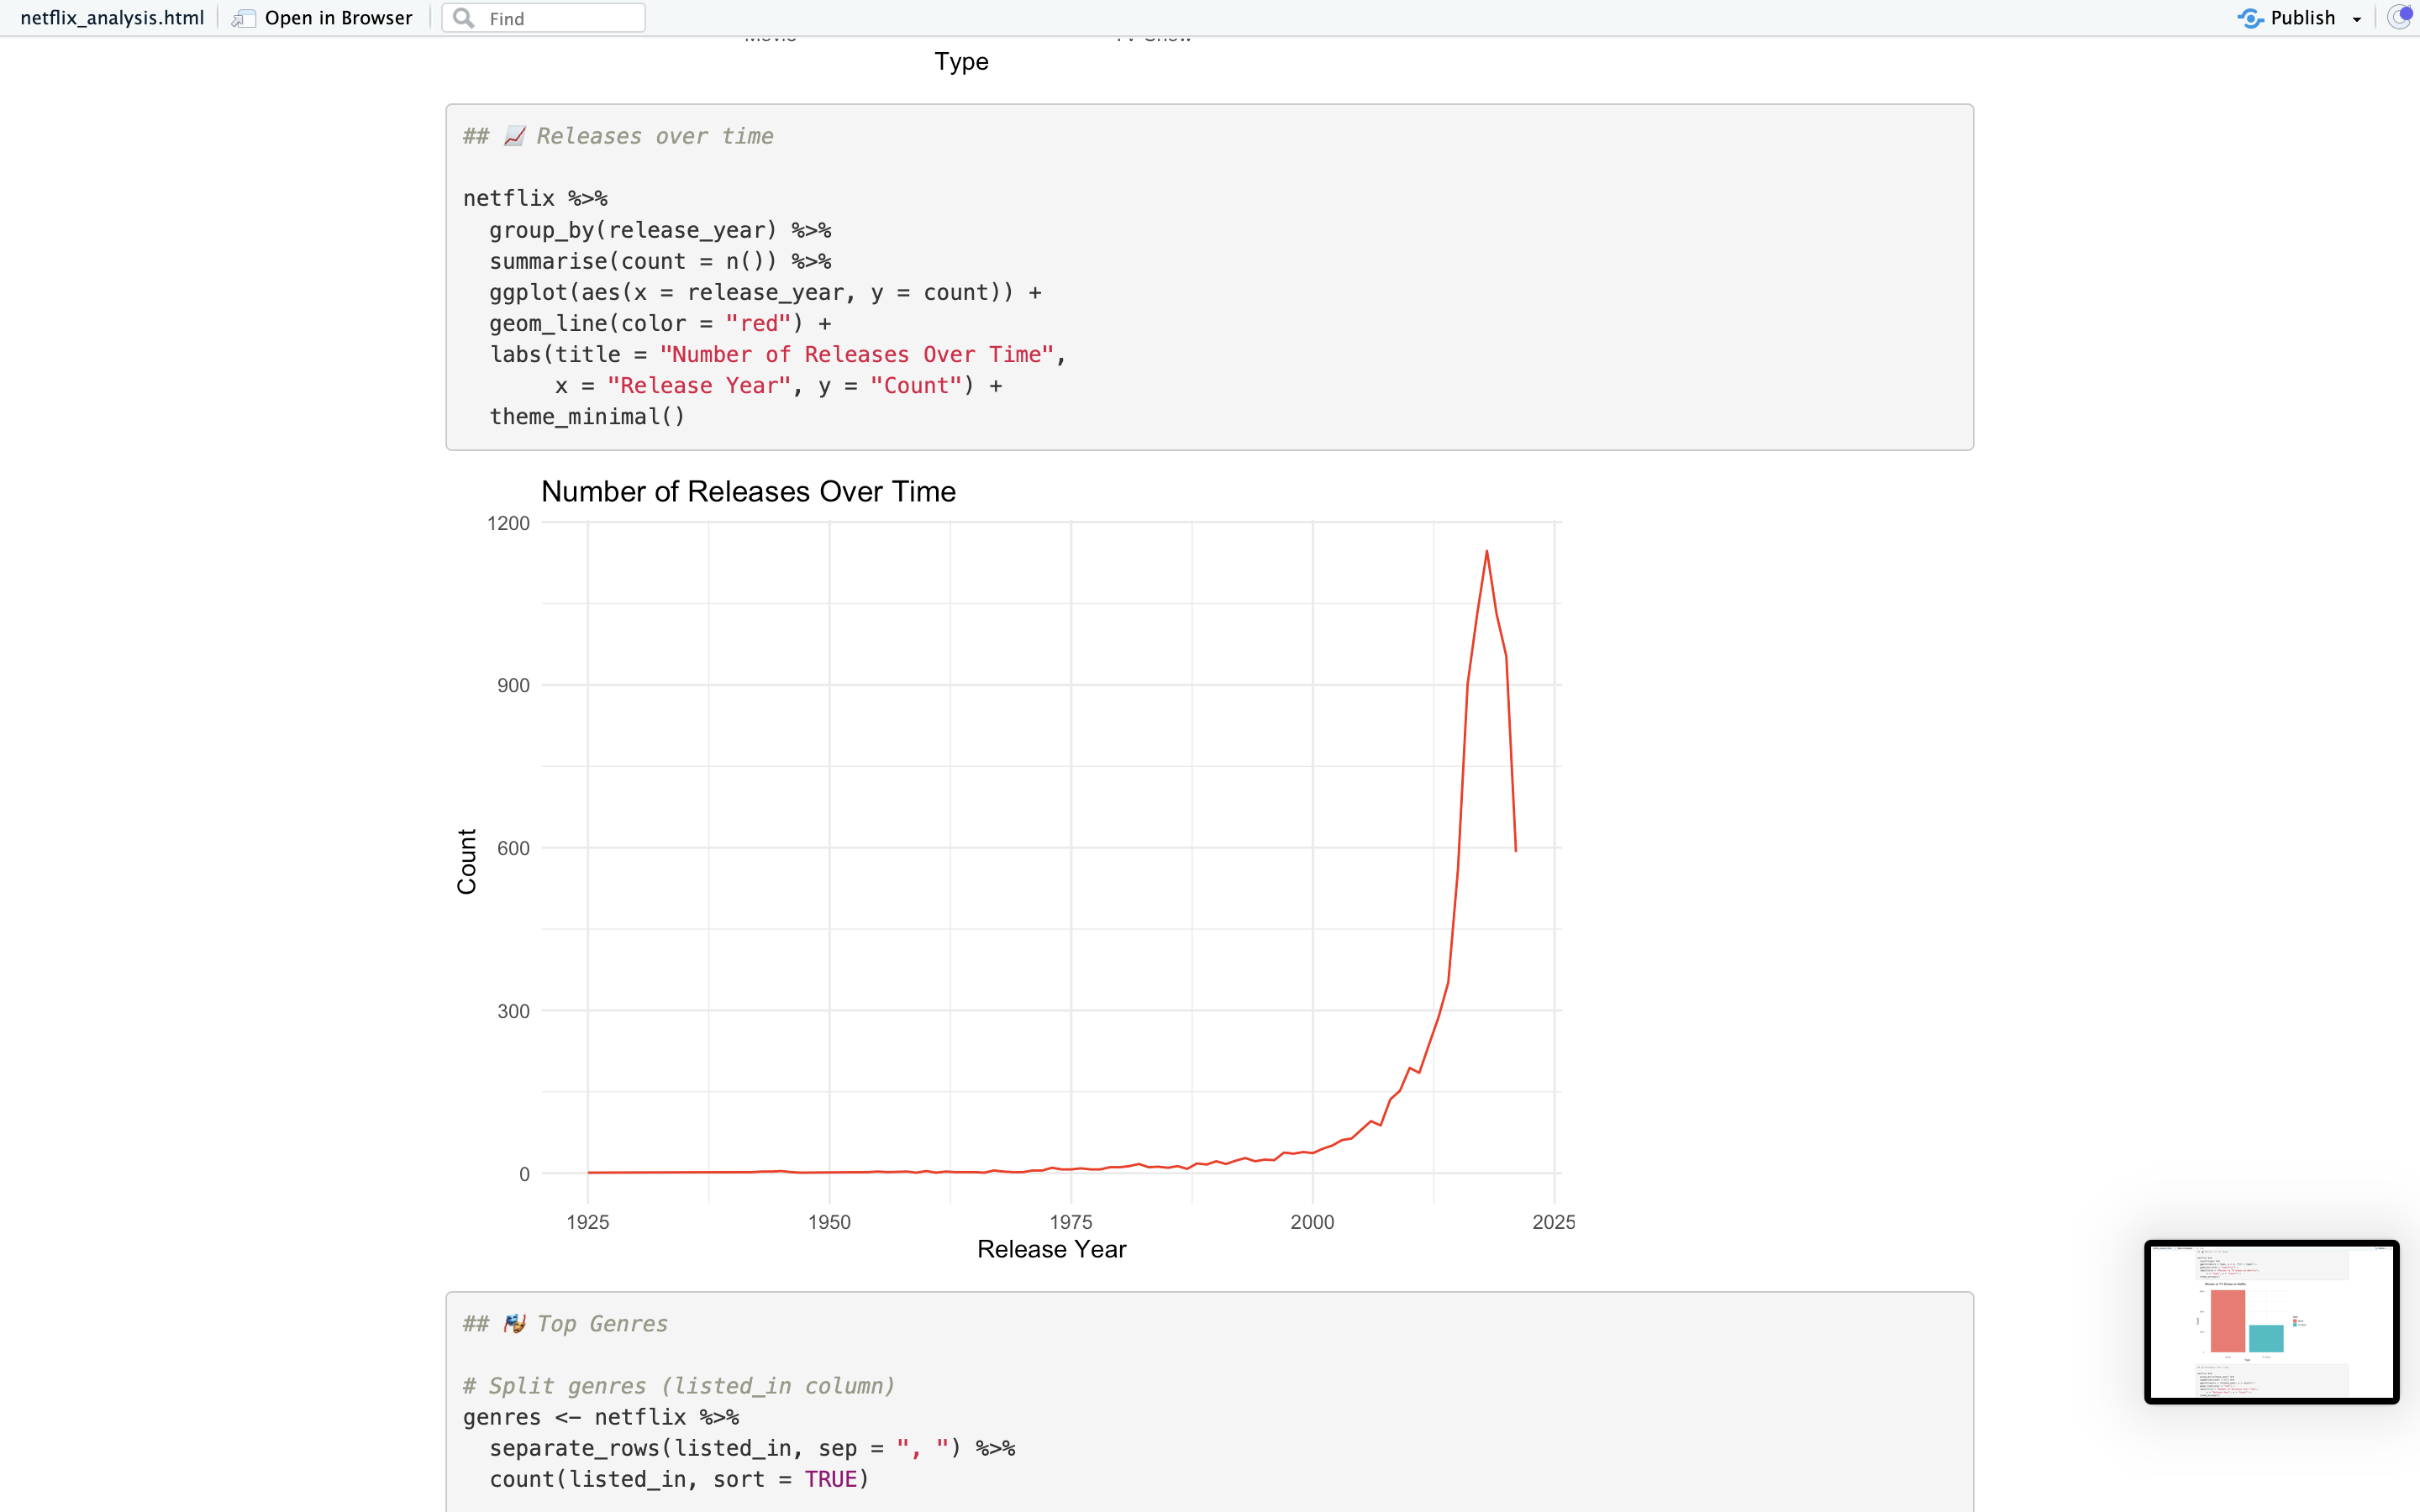 netflix_analysis.html Open in Browser Find Publish
Type
## 📈 Releases over time
netflix %>%
group_by(release_year) %>%
summarise(count = n()) %>%
ggplot(aes(x = release_year, y = count)) +
geom_line(color = "red") +
labs(title = "Number of Releases Over Time",
x = "Release Year", y = "Count") +
theme_minimal()
Number of Releases Over Time
1200
900
600
300
0
Count
1925 1950 1975 2000 2025
Release Year
## 🎭 Top Genres
# Split genres (listed_in column)
genres <- netflix %>%
separate_rows(listed_in, sep = ", ") %>%
count(listed_in, sort = TRUE)